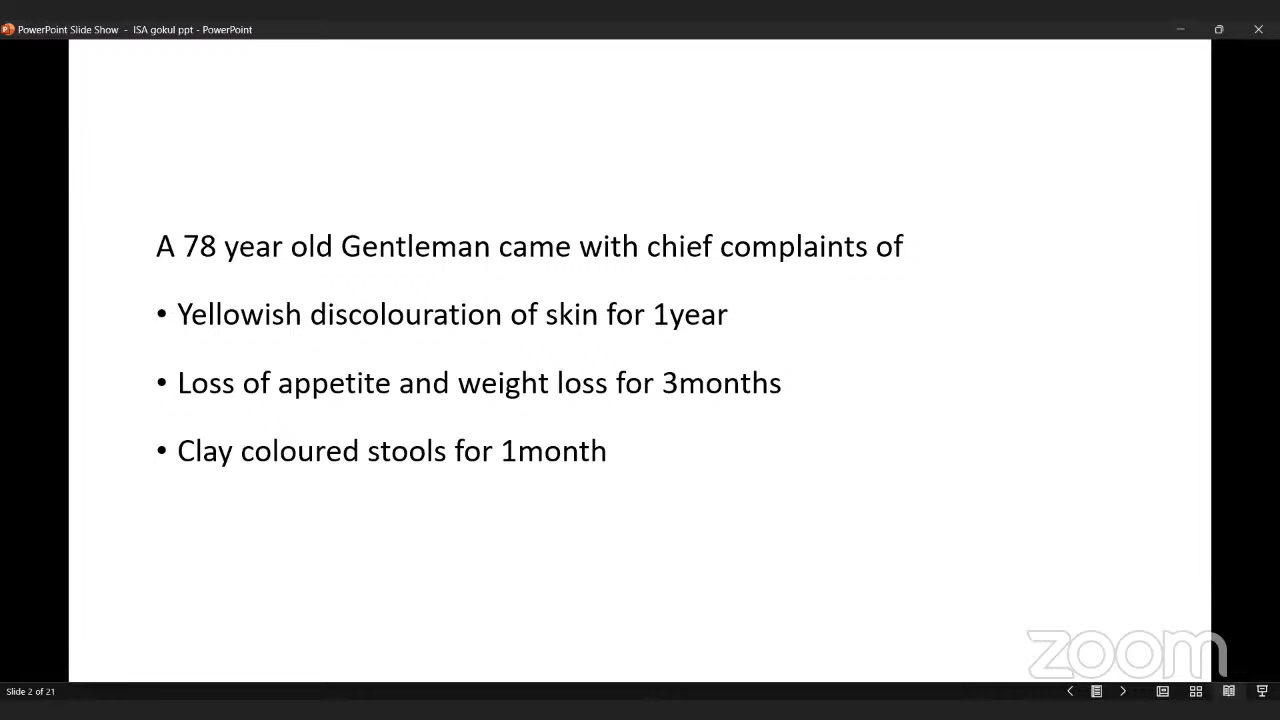 PowerPoint Slide Show - ISA gokul ppt - PowerPoint
A 78 year old Gentleman came with chief complaints of
• Yellowish discolouration of skin for 1year
• Loss of appetite and weight loss for 3months
• Clay coloured stools for 1month
zoom
Slide 2 of 21